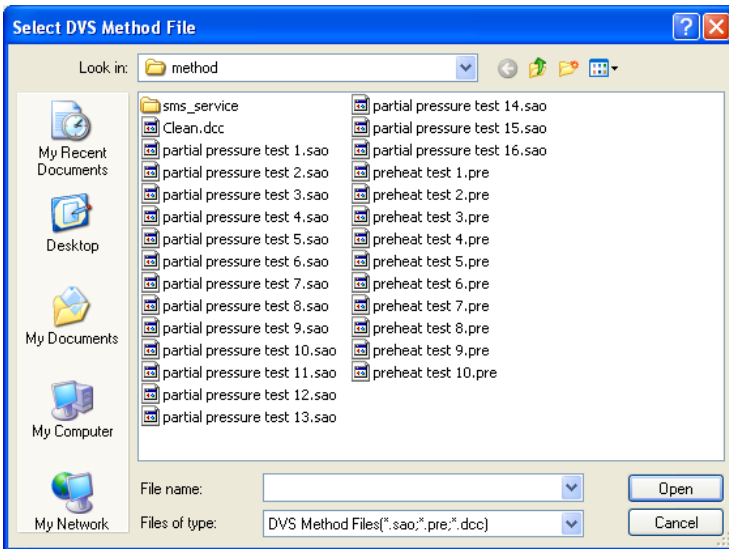 Select DVS Method File
Look in:
method
My Recent
Documents
Desktop
My Documents
My Computer
My Network
sms_service
Clean.dcc
partial pressure test 1.sao
partial pressure test 2.sao
partial pressure test 3.sao
partial pressure test 4.sao
partial pressure test 5.sao
partial pressure test 6.sao
partial pressure test 7.sao
partial pressure test 8.sao
partial pressure test 9.sao
partial pressure test 10.sao
partial pressure test 11.sao
partial pressure test 12.sao
partial pressure test 13.sao
partial pressure test 14.sao
partial pressure test 15.sao
partial pressure test 16.sao
preheat test 1.pre
preheat test 2.pre
preheat test 3.pre
preheat test 4.pre
preheat test 5.pre
preheat test 6.pre
preheat test 7.pre
preheat test 8.pre
preheat test 9.pre
preheat test 10.pre
File name:
Open
Files of type:
DVS Method Files(*.sao;*.pre;*.dcc)
Cancel